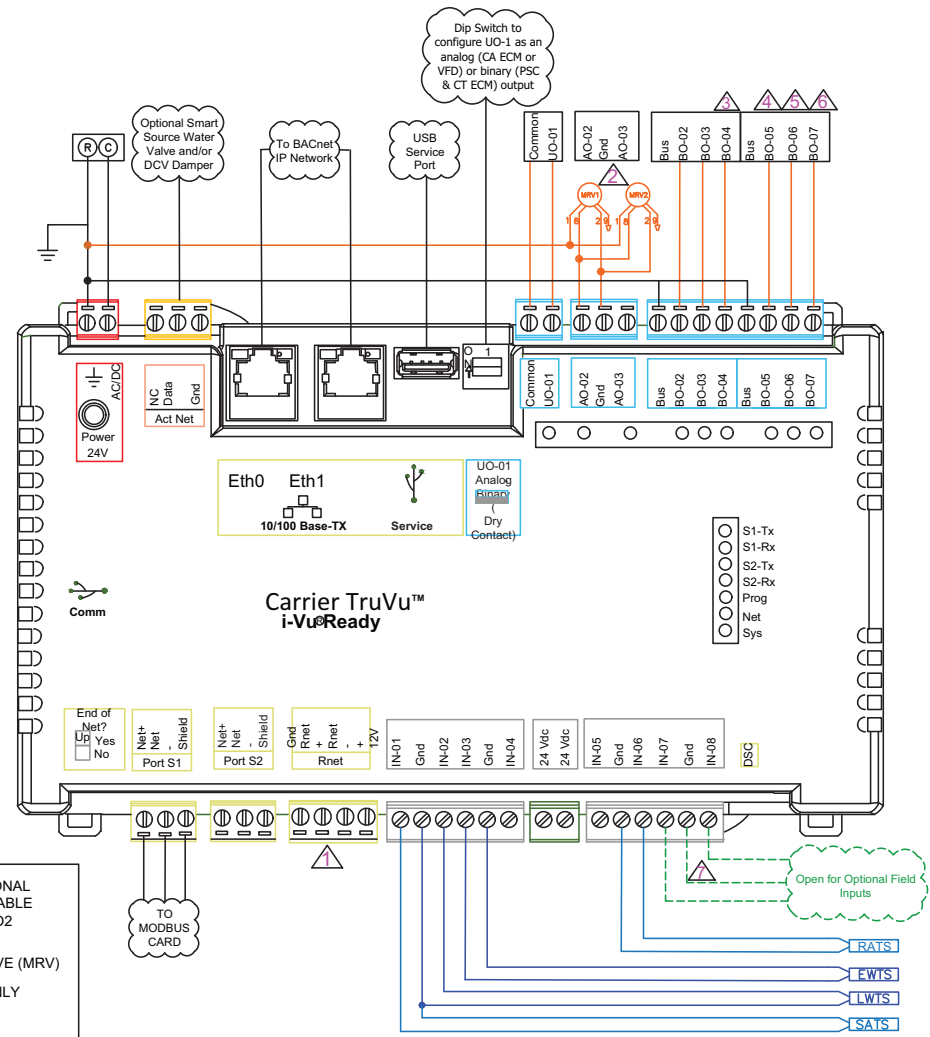 Dip Switch to
configure UO-1 as an
analog (CA ECM or
VFD) or binary (PSC
& CT ECM) output
Optional Smart
Source Water
Valve and/or
DCV Damper
To BACnet
IP Network
USB
Service
Port
R
C
Common
UO-01
AO-02
Gnd
AO-03
Bus
BO-02
BO-03
BO-04
Bus
BO-05
BO-06
BO-07
2
3
4
5
6
MRV1
MRV2
1
8
2
9
1
8
2
9
AC/DC
Power
24V
NC
Data
Gnd
Act Net
O
N
1
Common
UO-01
AO-02
Gnd
AO-03
Bus
BO-02
BO-03
BO-04
Bus
BO-05
BO-06
BO-07
Eth0
Eth1
10/100 Base-TX
Service
UO-01
Analog
Binary
(
Dry
Contact)
S1-Tx
S1-Rx
S2-Tx
S2-Rx
Prog
Net
Sys
Comm
Carrier TruVu™
i-Vu®Ready
End of
Net?
Up
Yes
No
Net+
Net
-
Shield
Port S1
Net+
Net
-
Shield
Port S2
Gnd
Rnet
+
Rnet
-
+
12V
Rnet
IN-01
Gnd
IN-02
IN-03
Gnd
IN-04
24 Vdc
24 Vdc
IN-05
Gnd
IN-06
IN-07
Gnd
IN-08
DSC
1
7
TO
MODBUS
CARD
Open for Optional Field
Inputs
RATS
EWTS
LWTS
SATS
ONAL
ABLE
O2
VE (MRV)
NLY